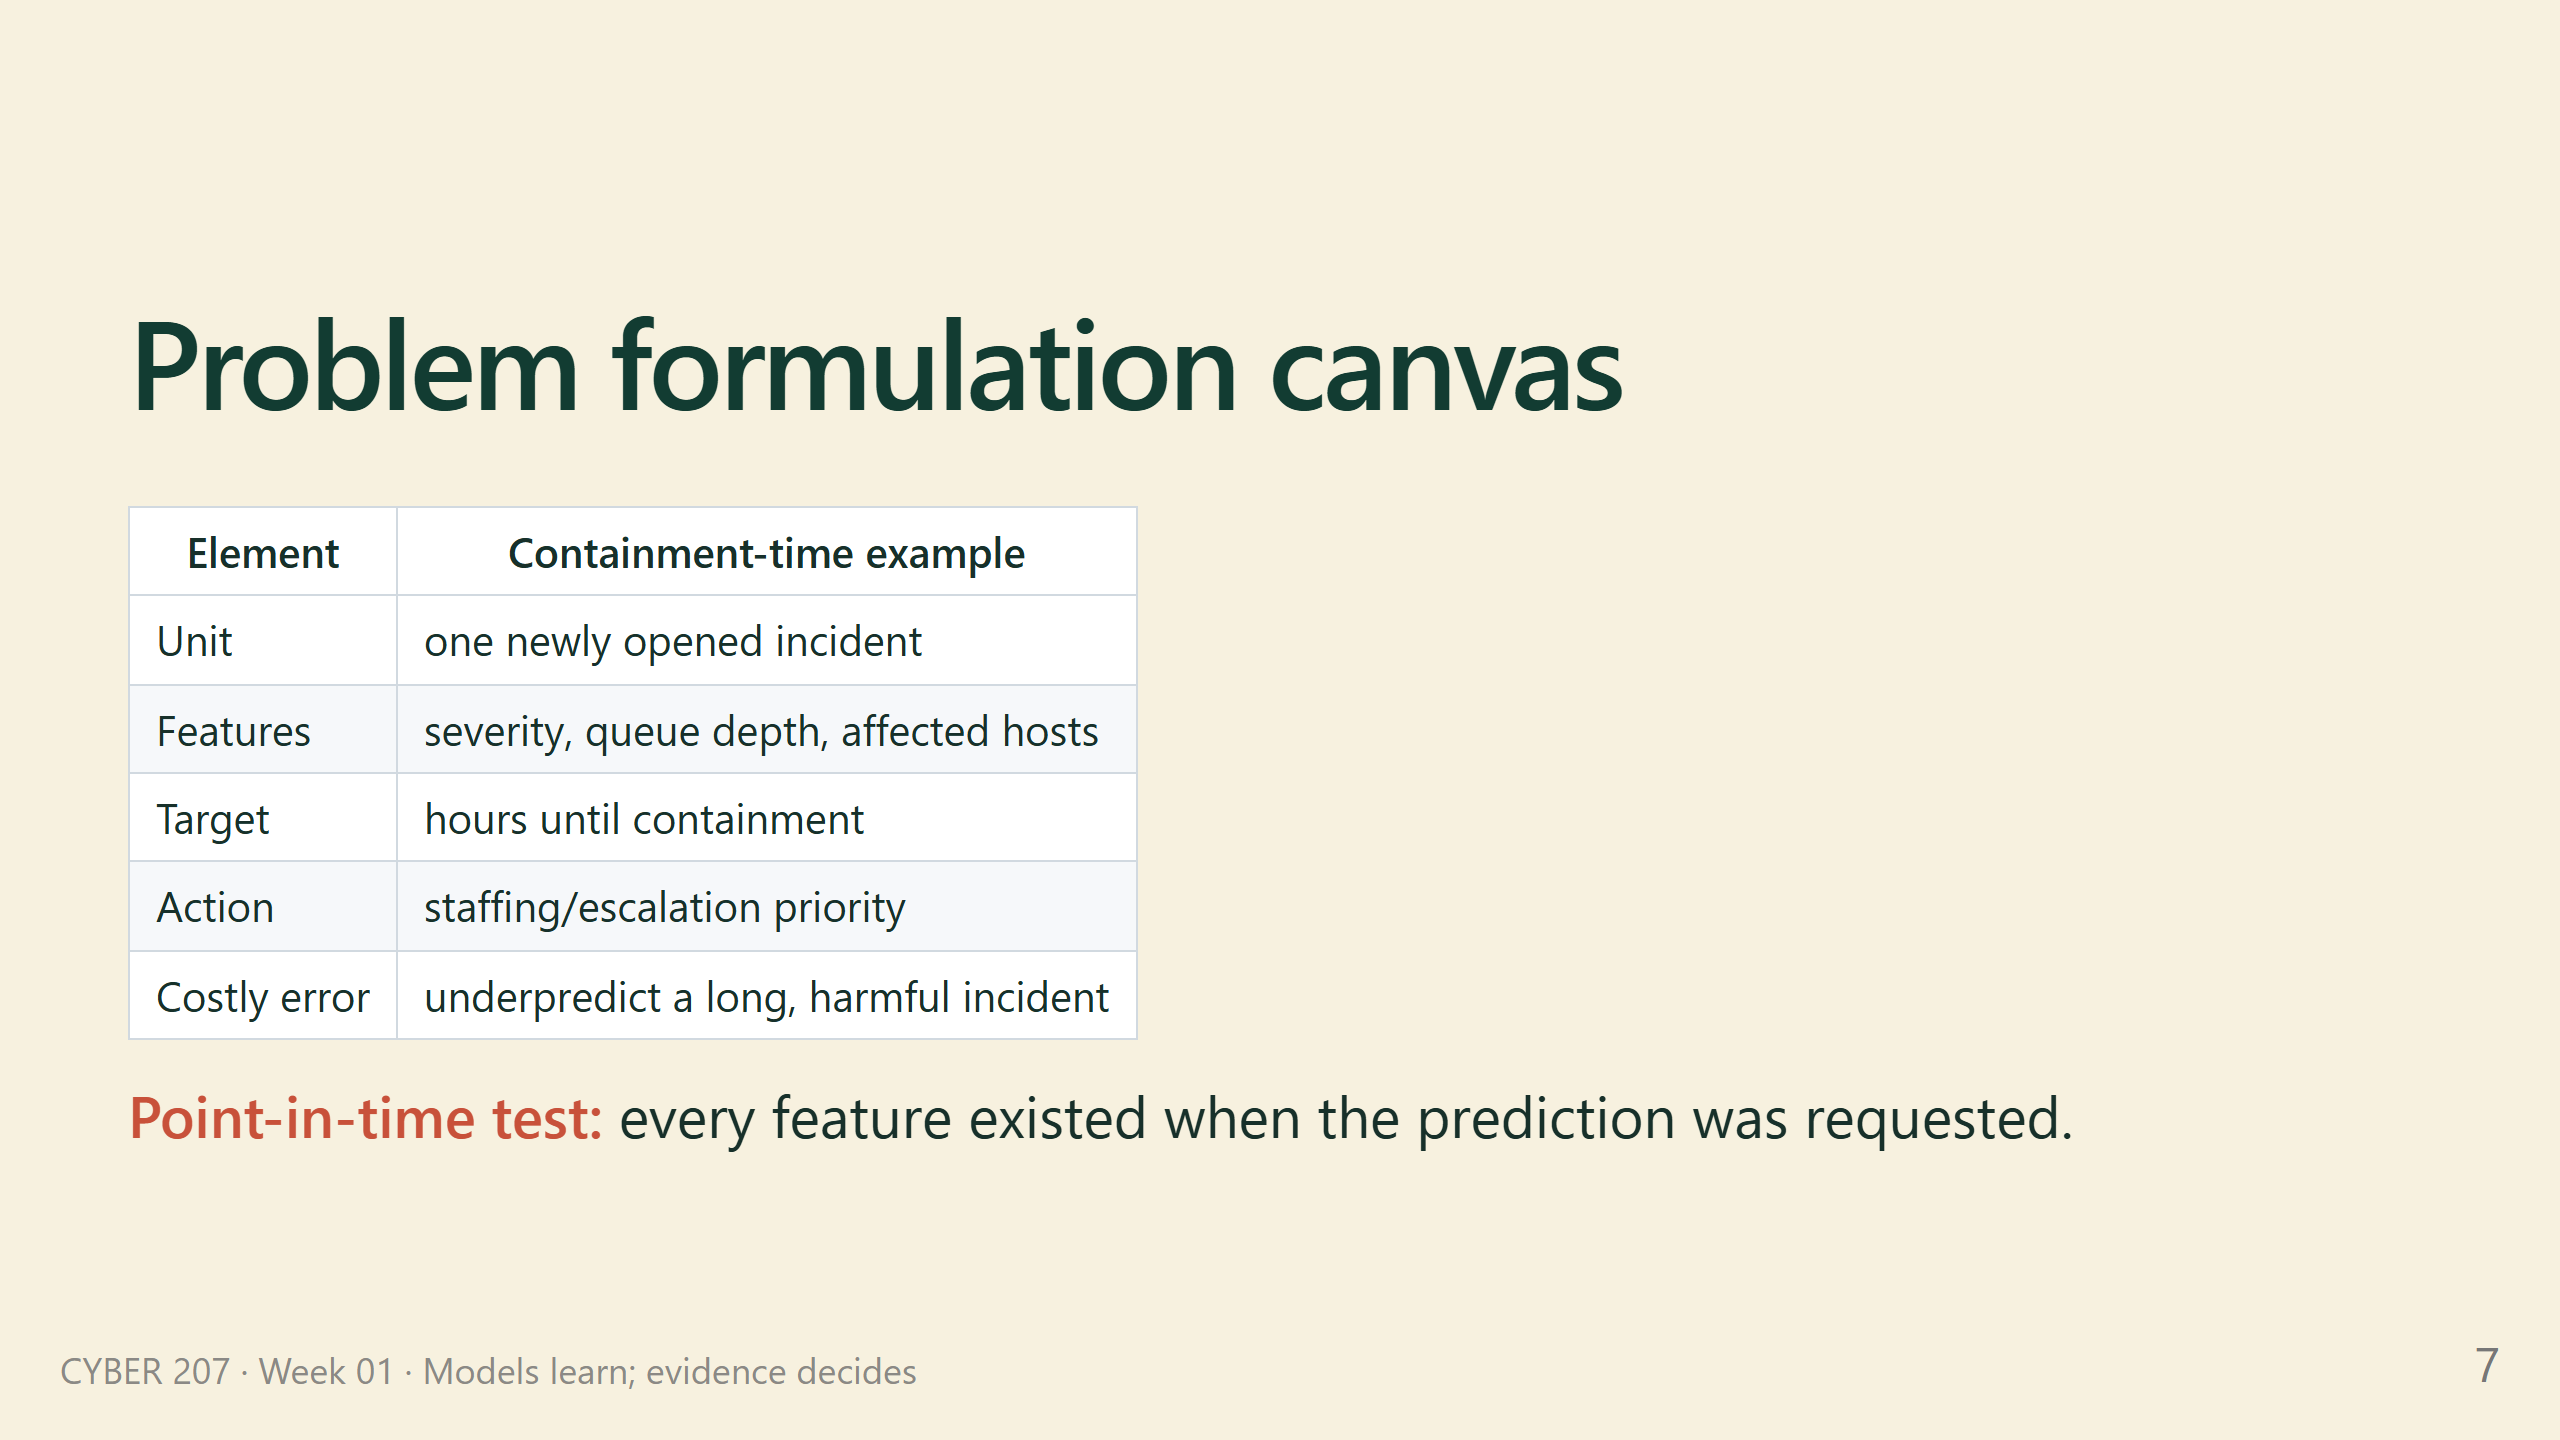 Problem formulation canvas
Element Containment-time example
Unit one newly opened incident
Features severity, queue depth, affected hosts
Target hours until containment
Action staffing/escalation priority
Costly error underpredict a long, harmful incident
Point-in-time test: every feature existed when the prediction was requested.
CYBER 207 · Week 01 · Models learn; evidence decides
7